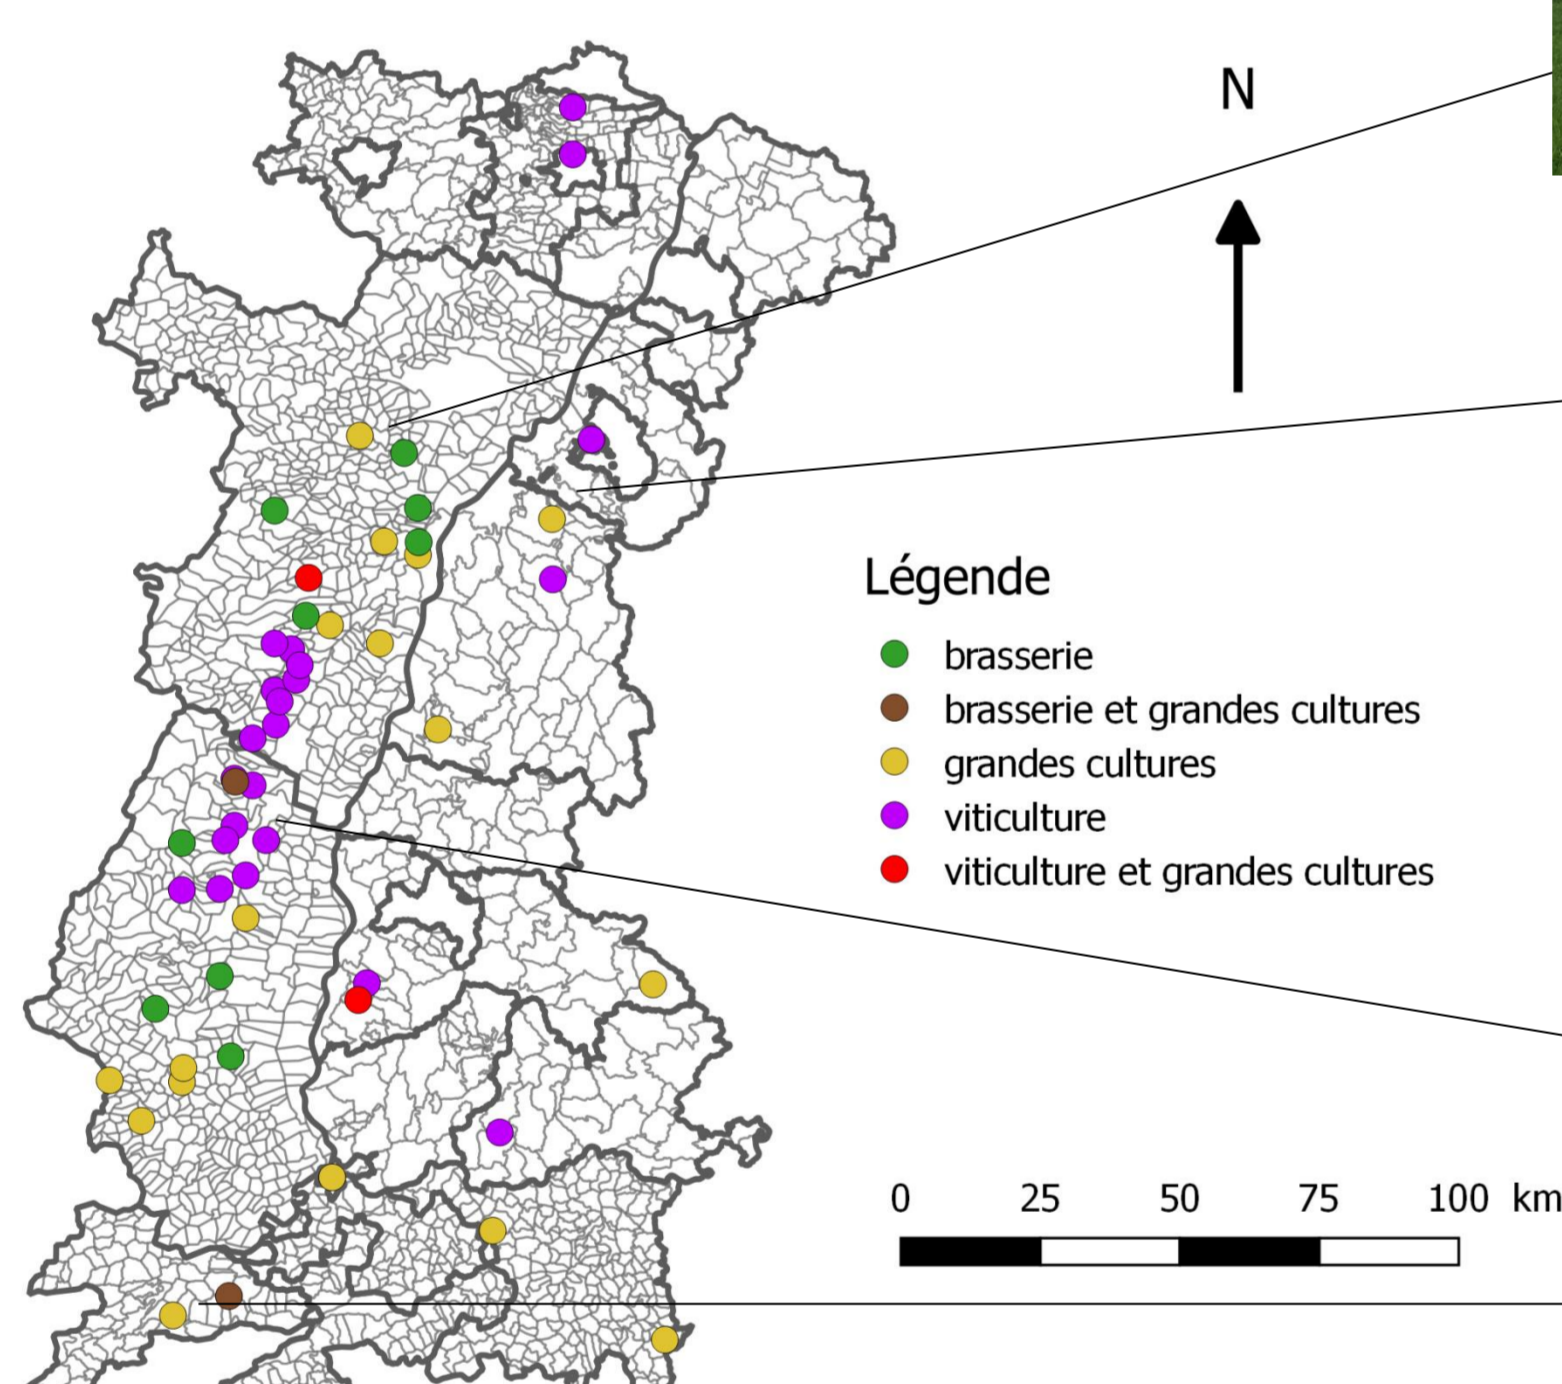 N
Légende
brasserie
brasserie et grandes cultures
grandes cultures
viticulture
viticulture et grandes cultures
0 25 50 75 100 km